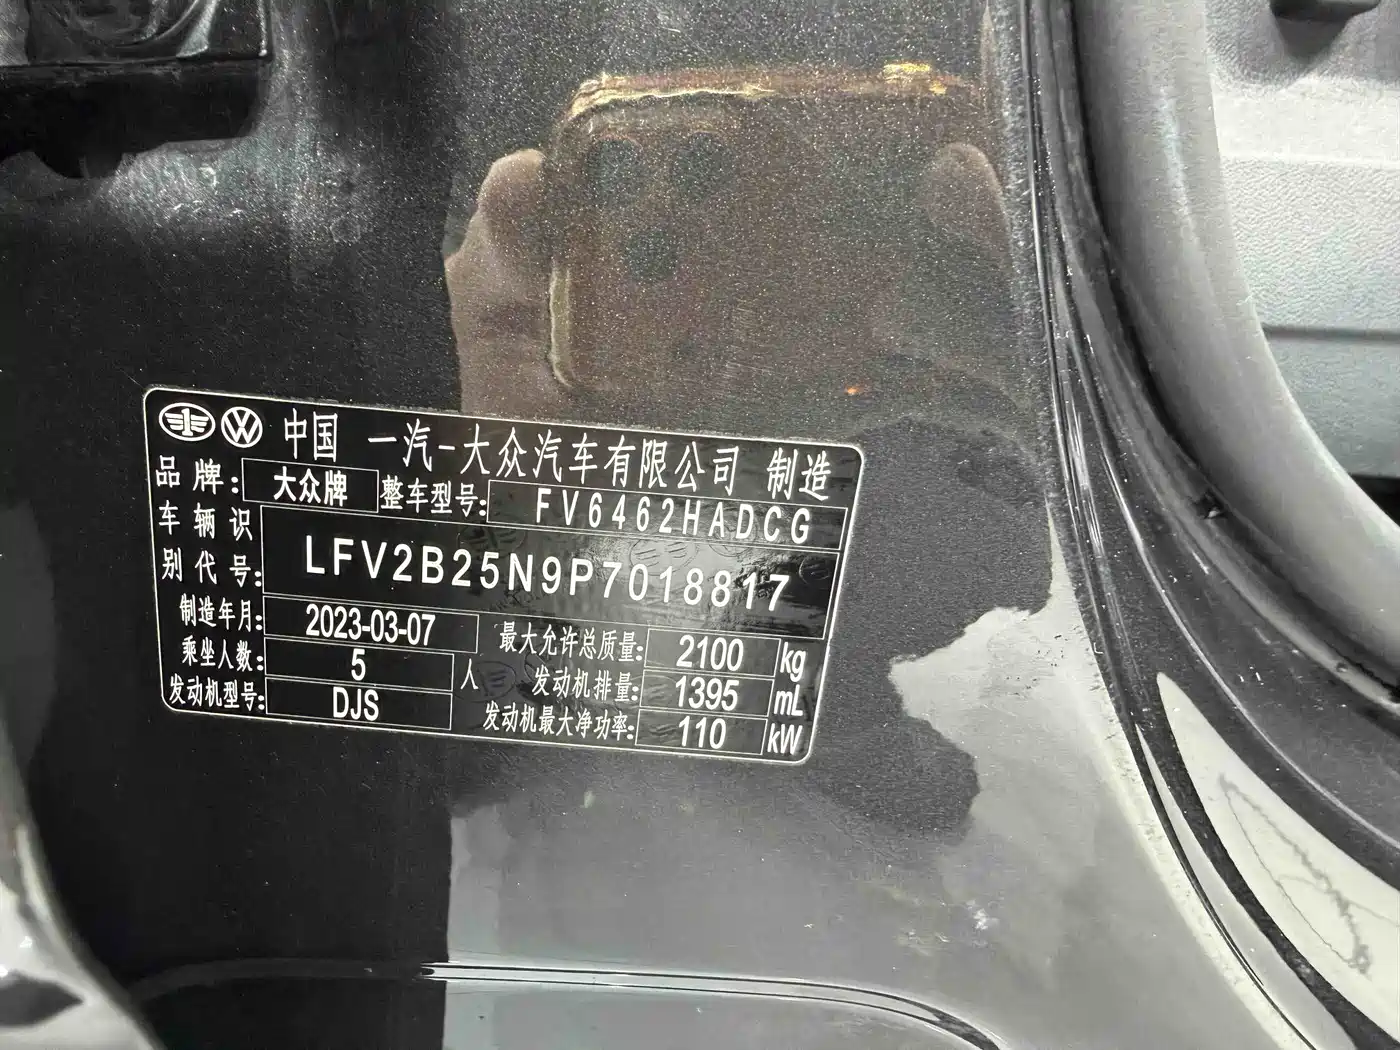 中国 一汽-大众汽车有限公司 制造
品牌: 大众牌 整车型号: FV6462HADCG
车辆识别代号: LFV2B25N9P7018817
制造年月: 2023-03-07 最大允许总质量: 2100 kg
乘坐人数: 5 人 发动机排量: 1395 mL
发动机型号: DJS 发动机最大净功率: 110 kW